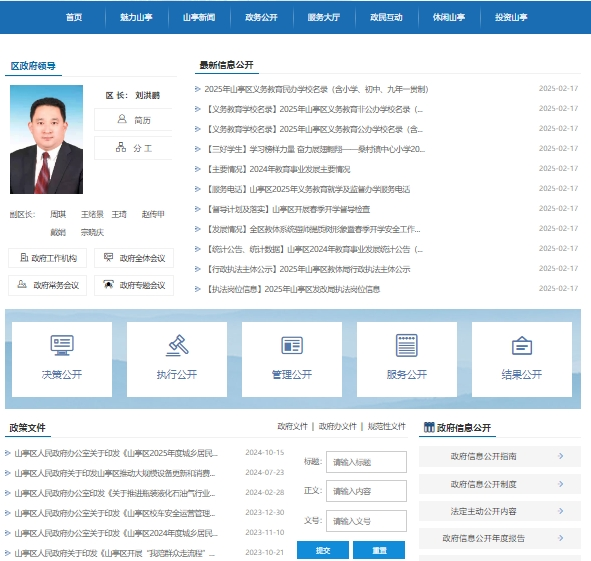 首页 魅力山亭 山亭新闻 政务公开 服务大厅 政民互动 休闲山亭 投资山亭
区政府领导
区 长： 刘洪鹏
简历
分 工
副区长： 周琪 王绪景 王琦 赵传甲
戴娟 宗晓庆
政府工作机构 政府全体会议
政府常务会议 政府专题会议
最新信息公开
2025年山亭区义务教育民办学校名录（含小学、初中、九年一贯制） 2025-02-17
【义务教育学校名录】2025年山亭区义务教育非公办学校名录（... 2025-02-17
【义务教育学校名录】2025年山亭区义务教育公办学校名录（含... 2025-02-17
【三好学生】学习榜样力量 奋力展翅翱翔——桑村镇中心小学20... 2025-02-17
【主要情况】2024年教育事业发展主要情况 2025-02-17
【服务电话】山亭区2025年义务教育就学及监督办学服务电话 2025-02-17
【督导计划及落实】山亭区开展春季开学督导检查 2025-02-17
【发展情况】全区教体系统强师提质树形象暨春季开学安全工作... 2025-02-17
【统计公告、统计数据】山亭区2024年教育事业发展统计公告（... 2025-02-17
【行政执法主体公示】2025年山亭区教体局行政执法主体公示 2025-02-17
【执法岗位信息】2025年山亭区发改局执法岗位信息 2025-02-17
决策公开 执行公开 管理公开 服务公开 结果公开
政策文件 政府文件 | 政府办文件 | 规范性文件
山亭区人民政府办公室关于印发《山亭区2025年度城乡居民... 2024-10-15
山亭区人民政府关于印发山亭区推动大规模设备更新和消费... 2024-07-23
山亭区人民政府办公室印发《关于推进瓶装液化石油气行业... 2024-02-28
山亭区人民政府办公室关于印发《山亭区校车安全运营管理... 2023-12-30
山亭区人民政府办公室关于印发《山亭区2024年度城乡居民... 2023-11-10
山亭区人民政府关于印发《山亭区开展“我陪群众走流程”... 2023-10-21
标题： 请输入标题
正义： 请输入内容
文号： 请输入文号
提交 重置
政府信息公开
政府信息公开指南
政府信息公开制度
法定主动公开内容
政府信息公开年度报告